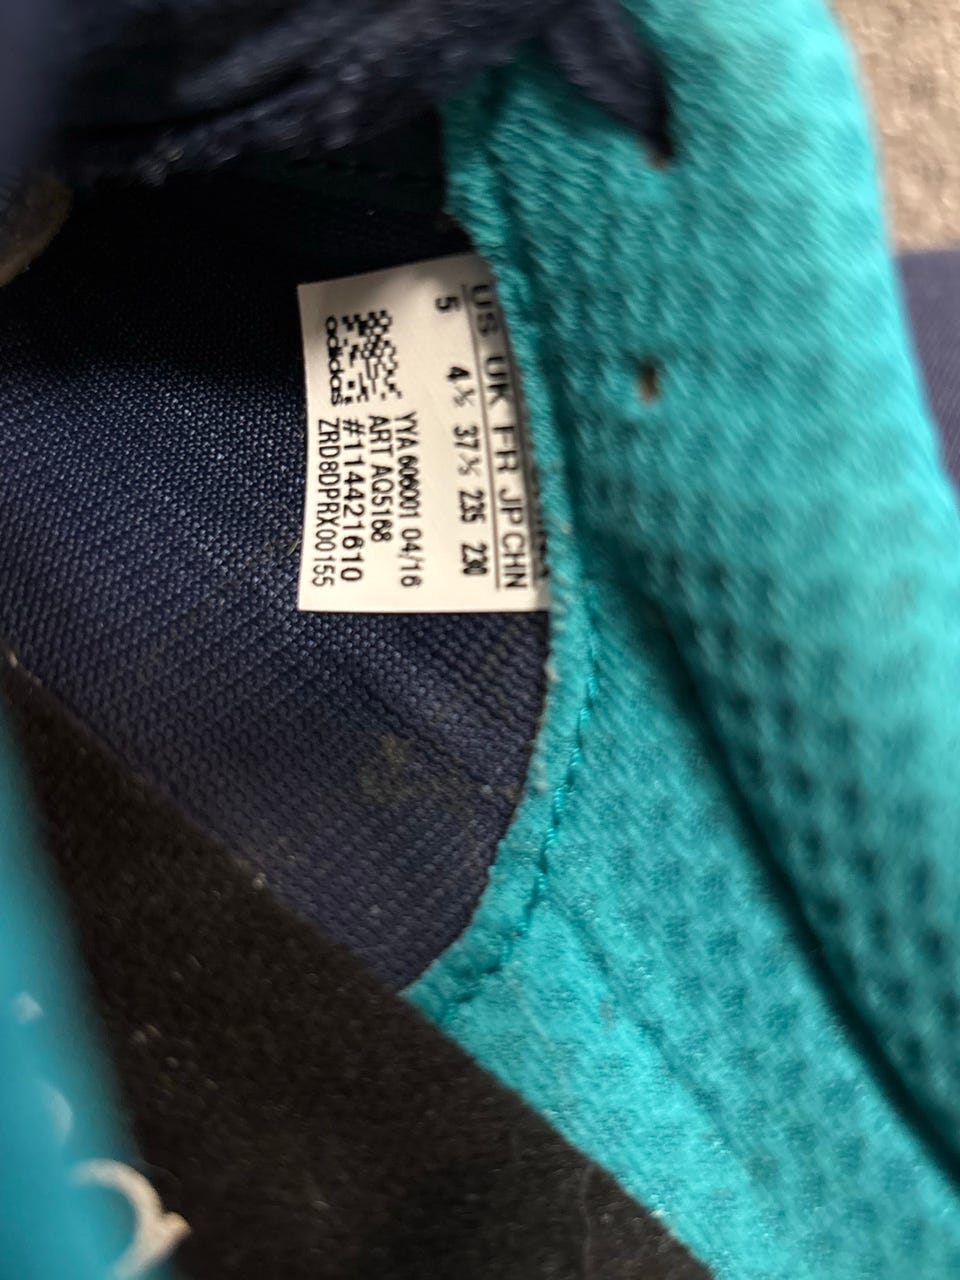 US UK FR JP CHN
5 4½ 37⅓ 235 230
adidas
YYA 606001 04/16
ART AQ5168
#114421610
ZRD8DPRX00155